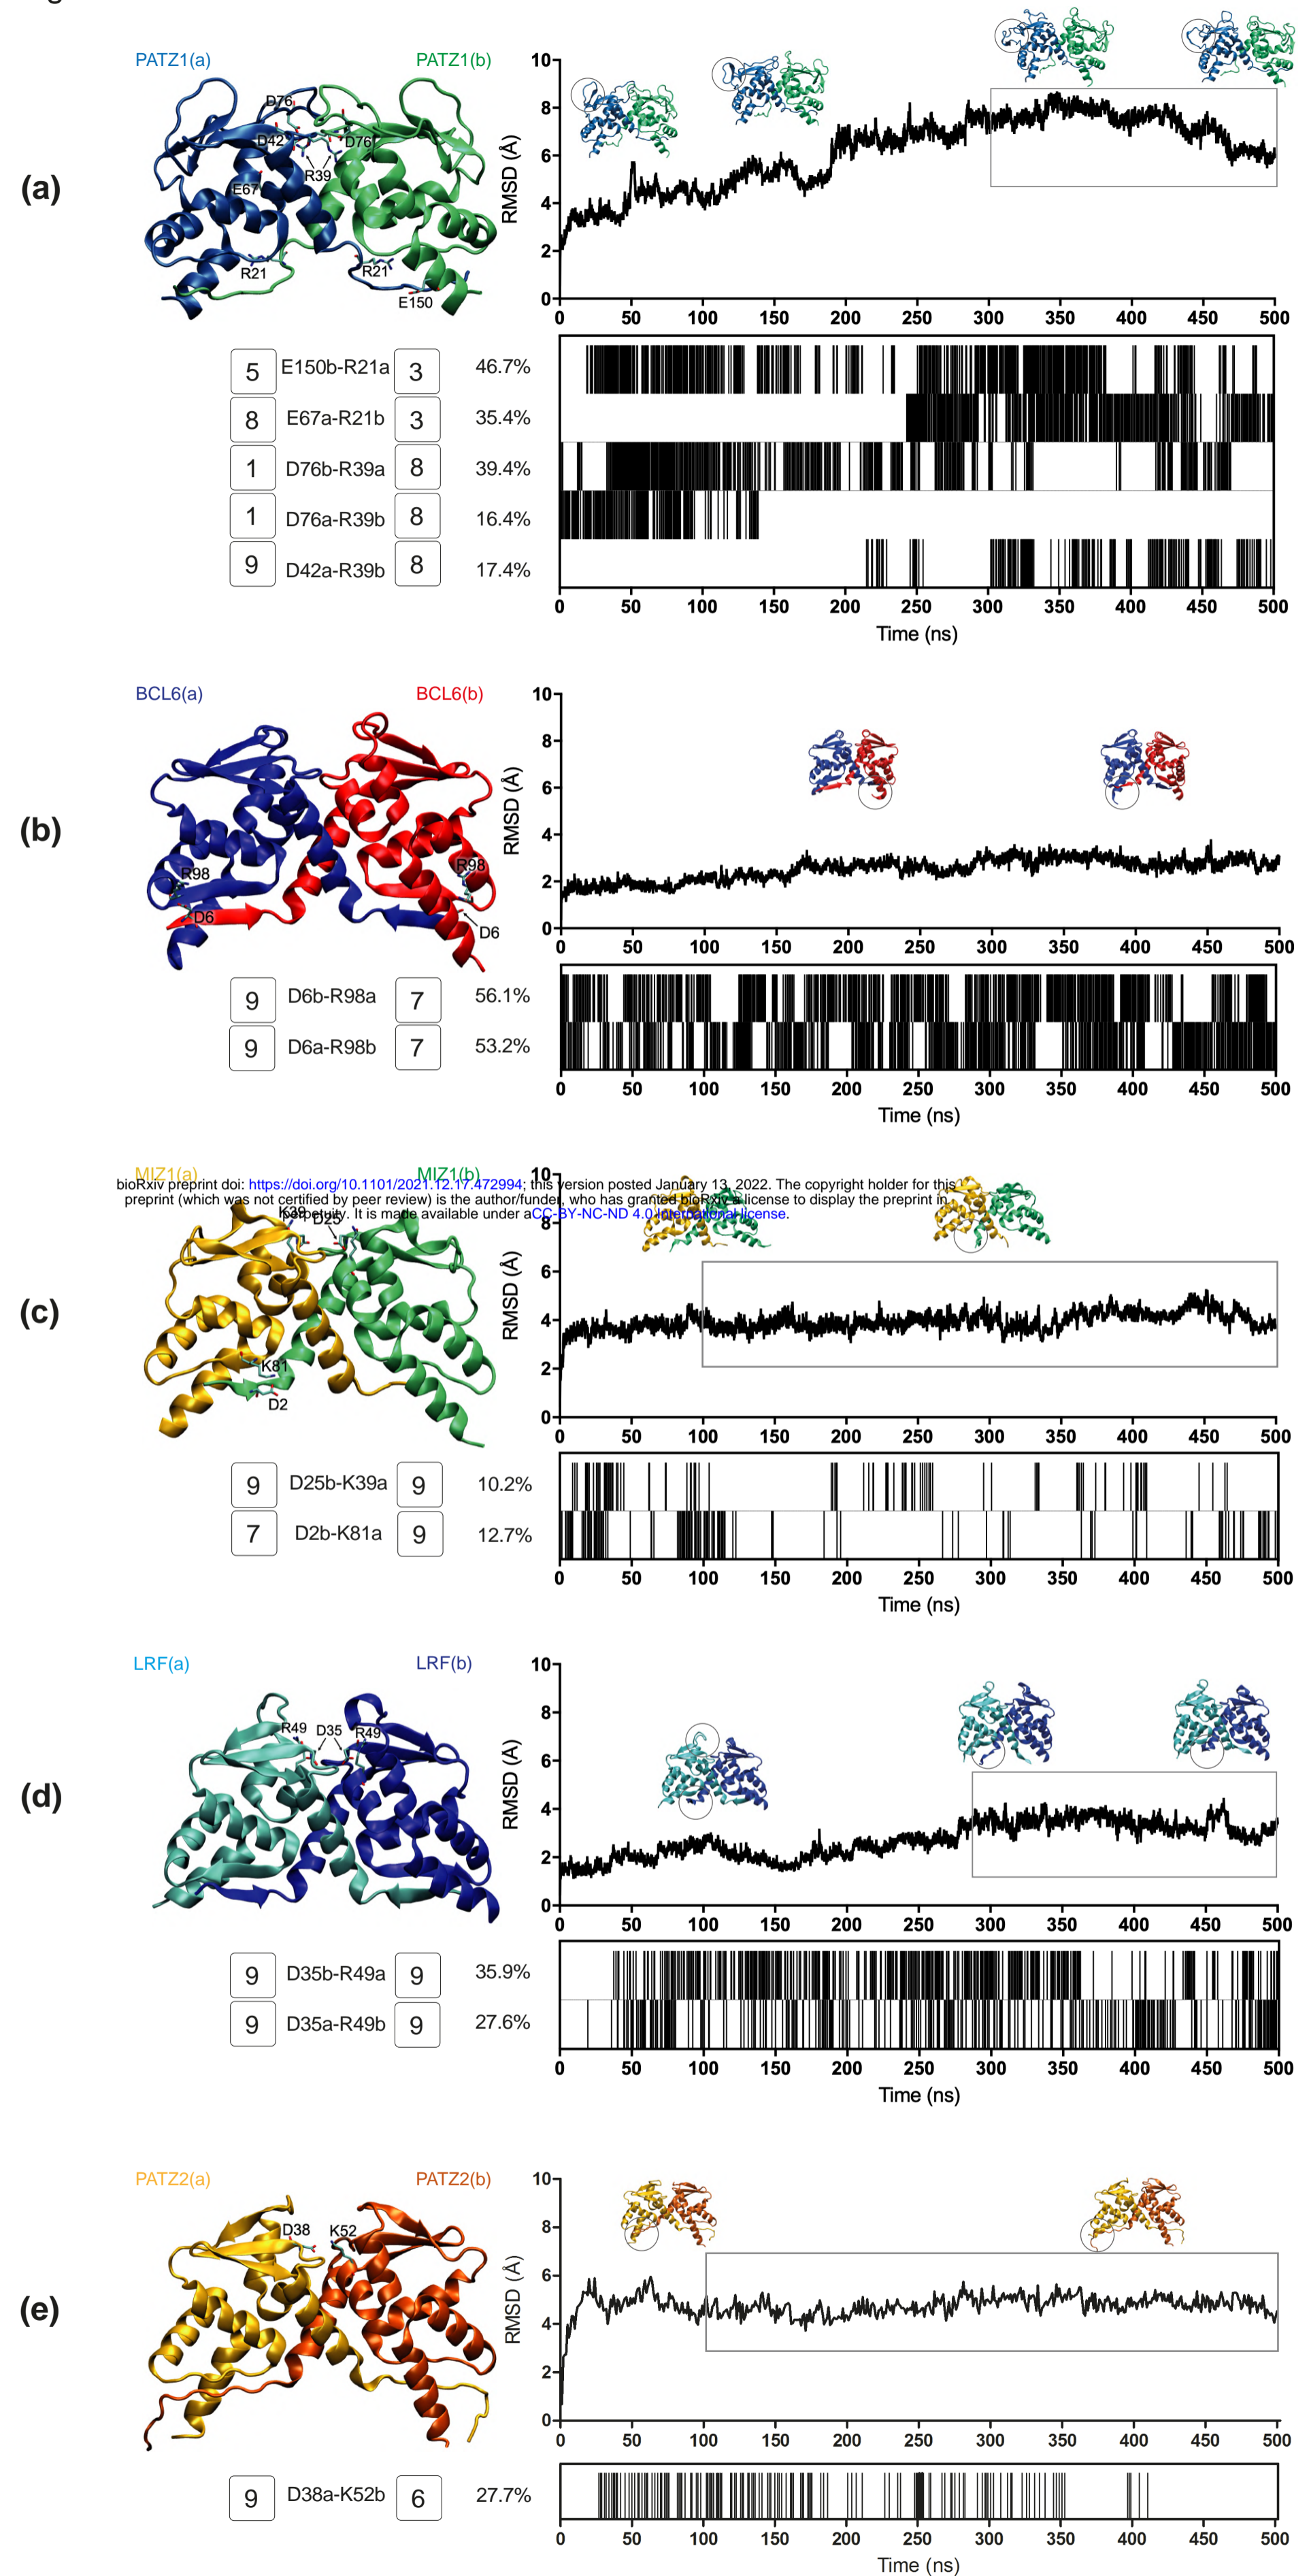 (a)
PATZ1(a) PATZ1(b)
D76
D42 D76
R39
E67
R21 R21
E150
RMSD (Å)
10
8
6
4
2
0
0 50 100 150 200 250 300 350 400 450 500
5 E150b-R21a 3 46.7%
8 E67a-R21b 3 35.4%
1 D76b-R39a 8 39.4%
1 D76a-R39b 8 16.4%
9 D42a-R39b 8 17.4%
0 50 100 150 200 250 300 350 400 450 500
Time (ns)
(b)
BCL6(a) BCL6(b)
R98 R98
D6 D6
RMSD (Å)
10
8
6
4
2
0
0 50 100 150 200 250 300 350 400 450 500
9 D6b-R98a 7 56.1%
9 D6a-R98b 7 53.2%
0 50 100 150 200 250 300 350 400 450 500
Time (ns)
(c)
MIZ1(a) MIZ1(b)
bioRxiv preprint doi: https://doi.org/10.1101/2021.12.17.472994; this version posted January 13, 2022. The copyright holder for this
preprint (which was not certified by peer review) is the author/funder, who has granted bioRxiv a license to display the preprint in
perpetuity. It is made available under aCC-BY-NC-ND 4.0 International license.
K39 D25
K81
D2
RMSD (Å)
10
8
6
4
2
0
0 50 100 150 200 250 300 350 400 450 500
9 D25b-K39a 9 10.2%
7 D2b-K81a 9 12.7%
0 50 100 150 200 250 300 350 400 450 500
Time (ns)
(d)
LRF(a) LRF(b)
R49 D35 R49
RMSD (Å)
10
8
6
4
2
0
0 50 100 150 200 250 300 350 400 450 500
9 D35b-R49a 9 35.9%
9 D35a-R49b 9 27.6%
0 50 100 150 200 250 300 350 400 450 500
Time (ns)
(e)
PATZ2(a) PATZ2(b)
D38 K52
RMSD (Å)
10
8
6
4
2
0
0 50 100 150 200 250 300 350 400 450 500
9 D38a-K52b 6 27.7%
0 50 100 150 200 250 300 350 400 450 500
Time (ns)